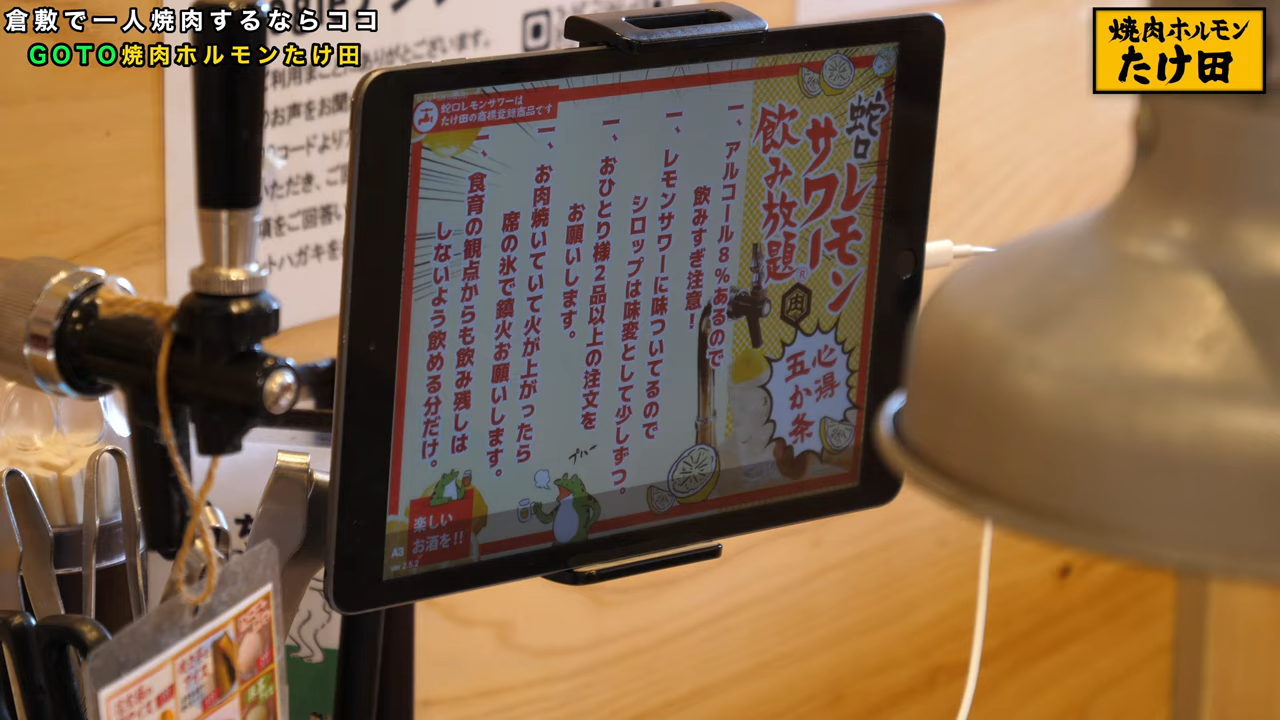 倉敷で一人焼肉するならココ
GOTO焼肉ホルモンたけ田
焼肉ホルモン
たけ田
蛇口レモンサワーは
たけ田の商標登録商品です
蛇口レモン
サワー
飲み放題®
肉
心得
五か条
一、アルコール8%あるので
飲みすぎ注意!
一、レモンサワーに味ついてるので
シロップは味変として少しずつ。
一、おひとり様2品以上の注文を
お願いします。
一、お肉焼いていて火が上がったら
席の氷で鎮火お願いします。
一、食育の観点からも飲み残しは
しないよう飲める分だけ。
プハー
楽しい
お酒を!!
A3
ver 2.5.2